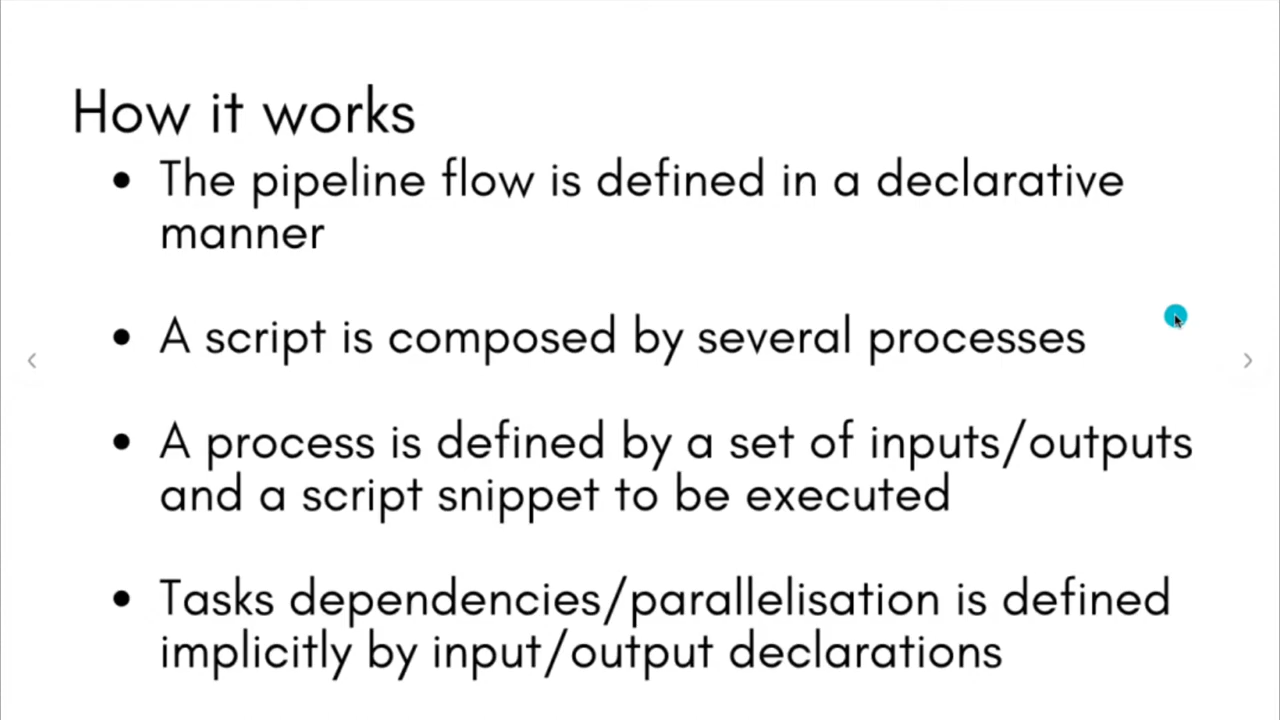 How it works
• The pipeline flow is defined in a declarative
manner
• A script is composed by several processes
• A process is defined by a set of inputs/outputs
and a script snippet to be executed
• Tasks dependencies/parallelisation is defined
implicitly by input/output declarations